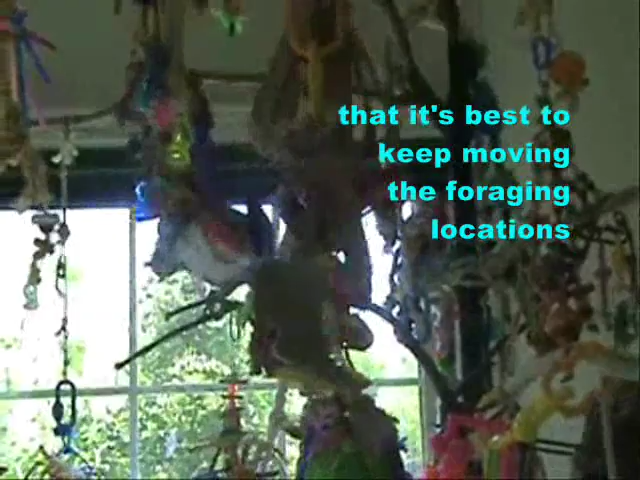 that it's best to
keep moving
the foraging
locations